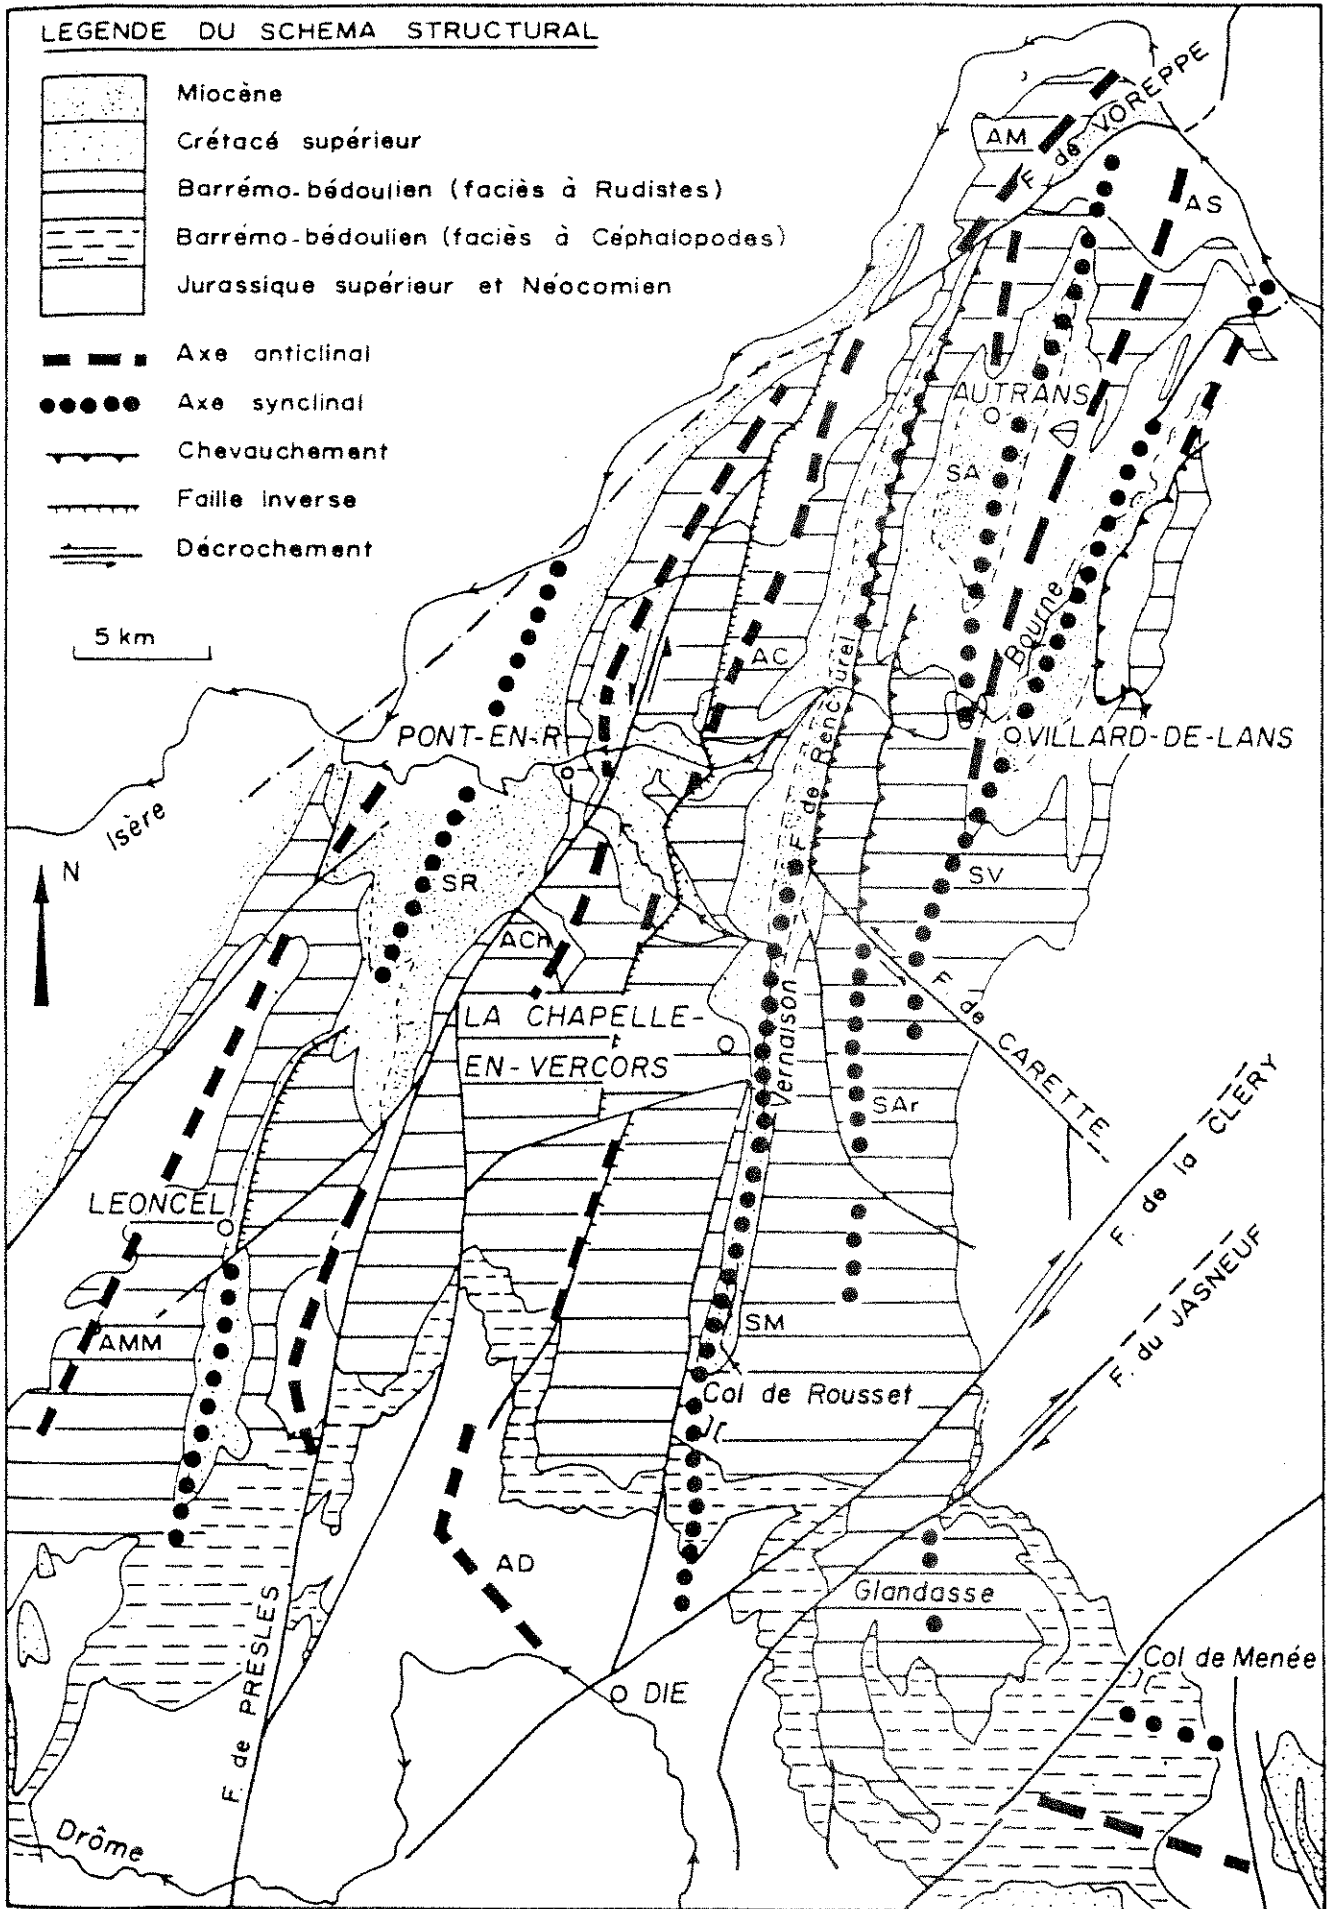 LEGENDE DU SCHEMA STRUCTURAL
Miocène
Crétacé supérieur
Barrémo-bédoulien (faciès à Rudistes)
Barrémo-bédoulien (faciès à Céphalopodes)
Jurassique supérieur et Néocomien
Axe anticlinal
Axe synclinal
Chevauchement
Faille inverse
Décrochement
5 km
N
F. de VOREPPE
AM
AS
AUTRANS
SA
Bourne
AC
F. de Rencurel
PONT-EN-R
VILLARD-DE-LANS
Isère
SR
SV
ACh
LA CHAPELLE-
EN-VERCORS
Vernaison
F. de CARETTE
SAr
F. de la CLERY
F. du JASNEUF
LEONCEL
AMM
SM
Col de Rousset
AD
Glandasse
Col de Menée
F. de PRESLES
DIE
Drôme